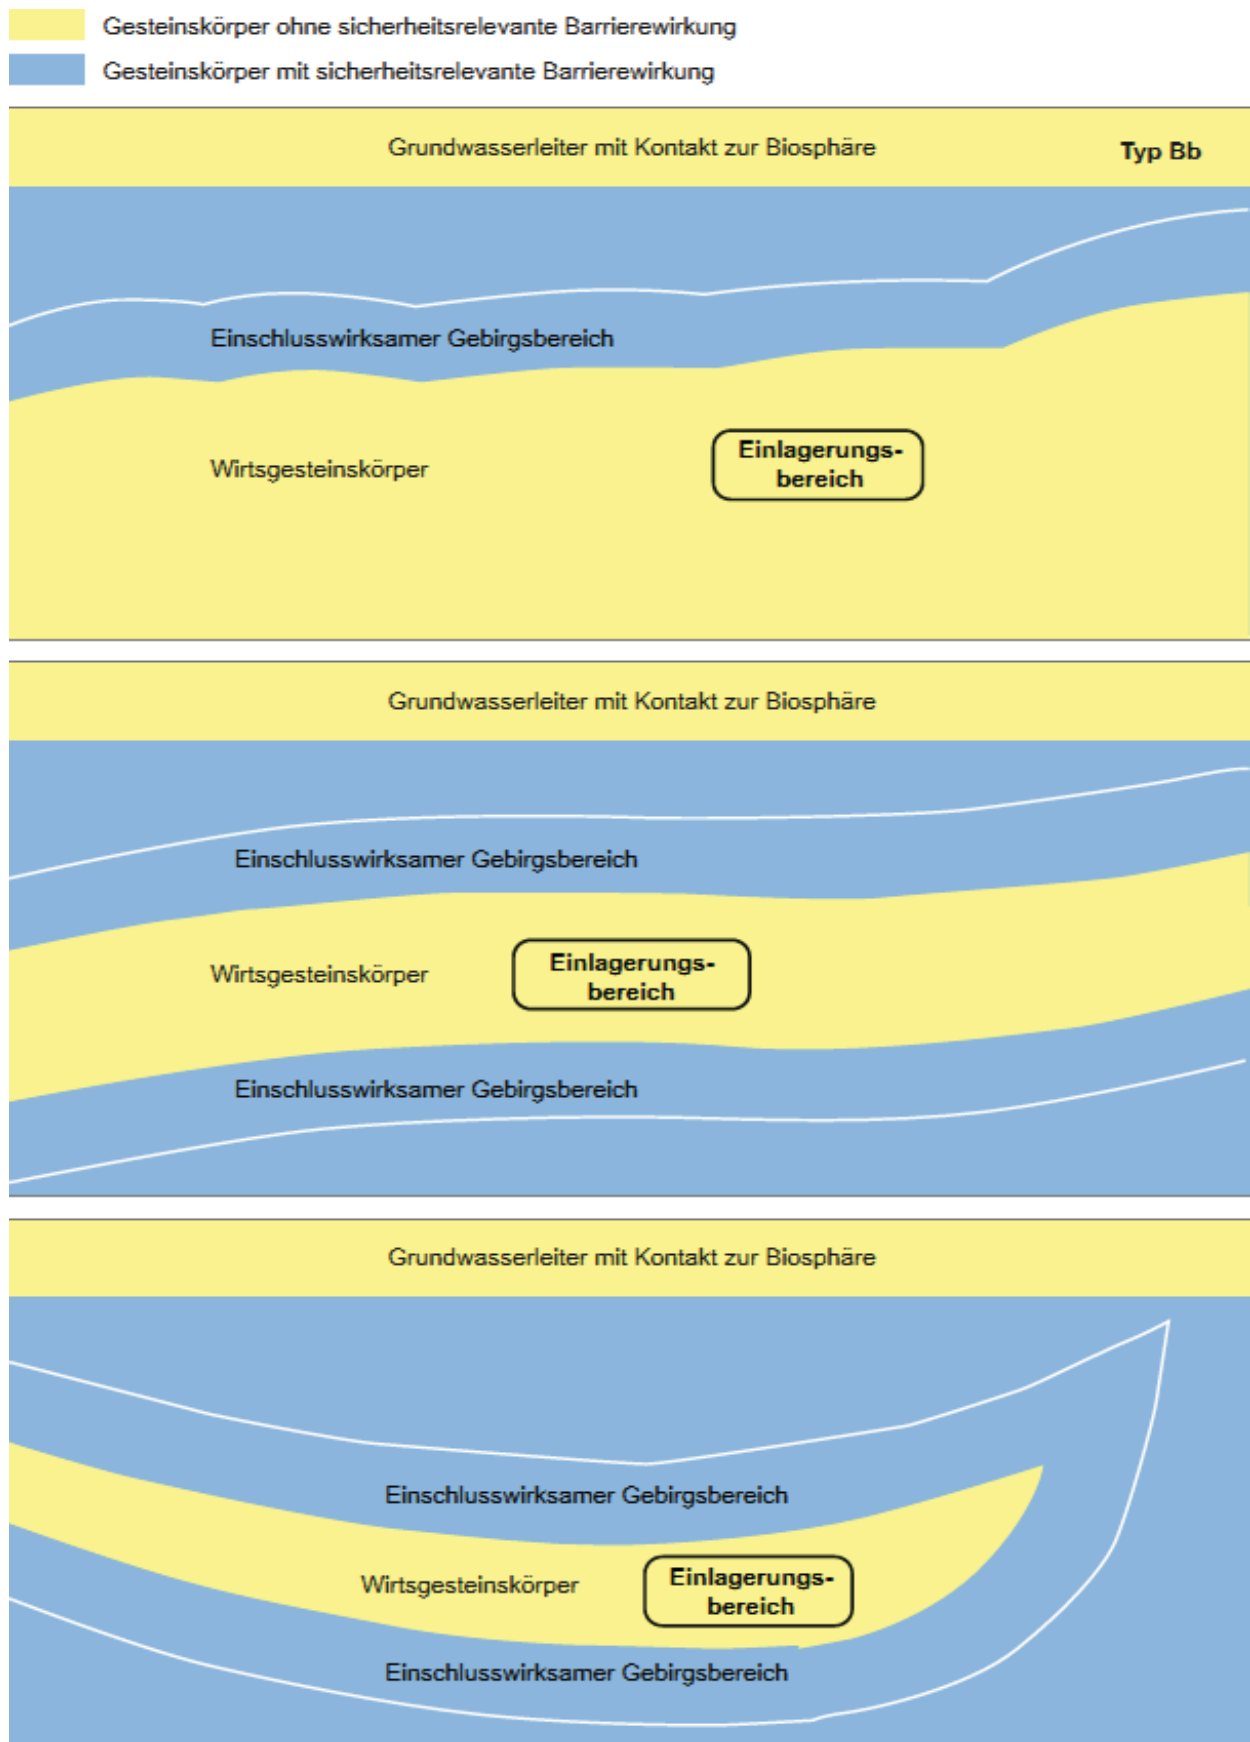 Gesteinskörper ohne sicherheitsrelevante Barrierewirkung
Gesteinskörper mit sicherheitsrelevante Barrierewirkung
Grundwasserleiter mit Kontakt zur Biosphäre
Typ Bb
Einschlusswirksamer Gebirgsbereich
Wirtsgesteinskörper
Einlagerungs-
bereich
Grundwasserleiter mit Kontakt zur Biosphäre
Einschlusswirksamer Gebirgsbereich
Wirtsgesteinskörper
Einlagerungs-
bereich
Einschlusswirksamer Gebirgsbereich
Grundwasserleiter mit Kontakt zur Biosphäre
Einschlusswirksamer Gebirgsbereich
Wirtsgesteinskörper
Einlagerungs-
bereich
Einschlusswirksamer Gebirgsbereich